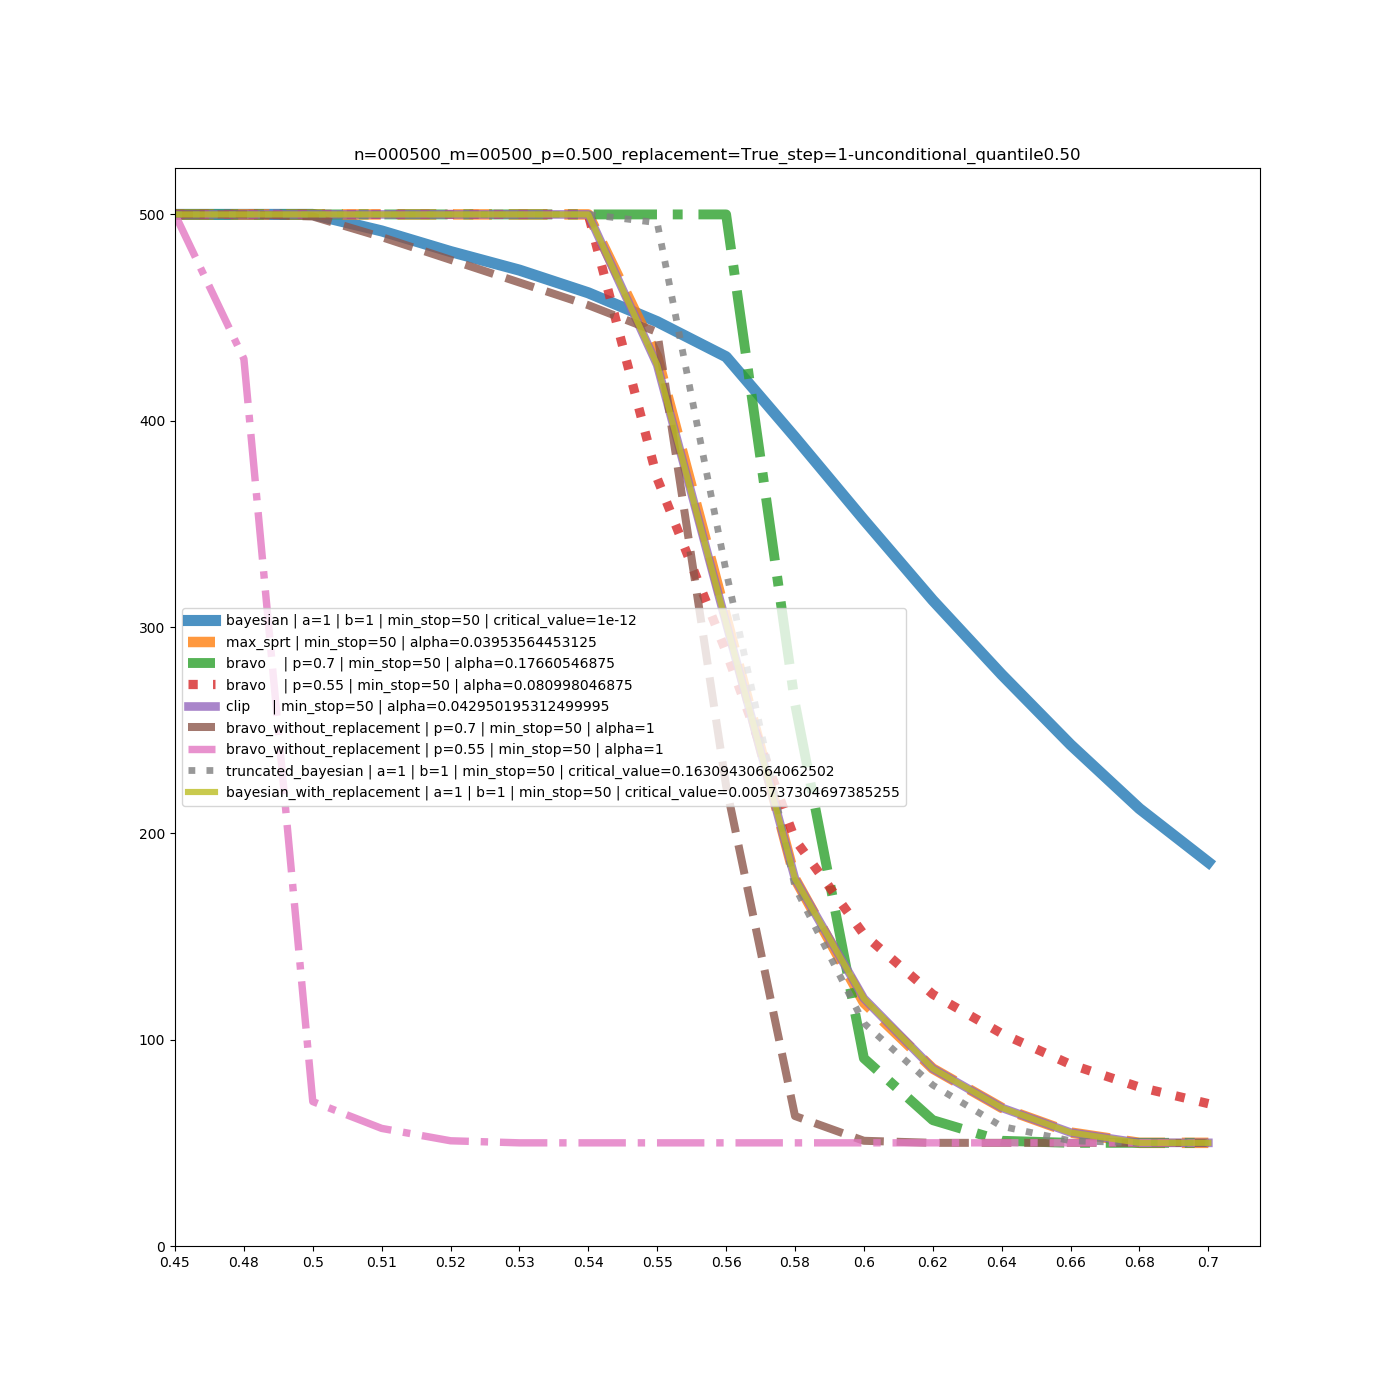 n=000500_m=00500_p=0.500_replacement=True_step=1-unconditional_quantile0.50
500
400
300
200
100
0
bayesian | a=1 | b=1 | min_stop=50 | critical_value=1e-12
max_sprt | min_stop=50 | alpha=0.03953564453125
bravo | p=0.7 | min_stop=50 | alpha=0.17660546875
bravo | p=0.55 | min_stop=50 | alpha=0.080998046875
clip | min_stop=50 | alpha=0.042950195312499995
bravo_without_replacement | p=0.7 | min_stop=50 | alpha=1
bravo_without_replacement | p=0.55 | min_stop=50 | alpha=1
truncated_bayesian | a=1 | b=1 | min_stop=50 | critical_value=0.16309430664062502
bayesian_with_replacement | a=1 | b=1 | min_stop=50 | critical_value=0.005737304697385255
0.45 0.48 0.5 0.51 0.52 0.53 0.54 0.55 0.56 0.58 0.6 0.62 0.64 0.66 0.68 0.7